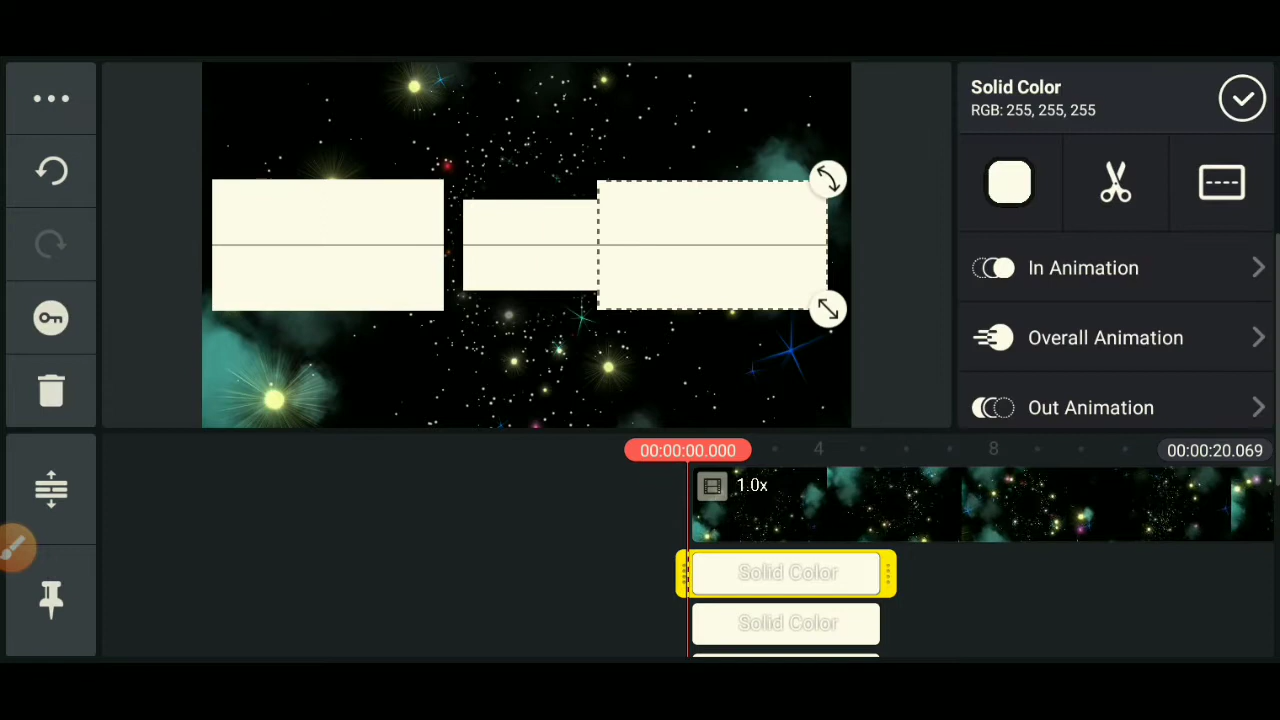 Solid Color
RGB: 255, 255, 255
In Animation
Overall Animation
Out Animation
00:00:00.000
4
8
00:00:20.069
1.0x
Solid Color
Solid Color